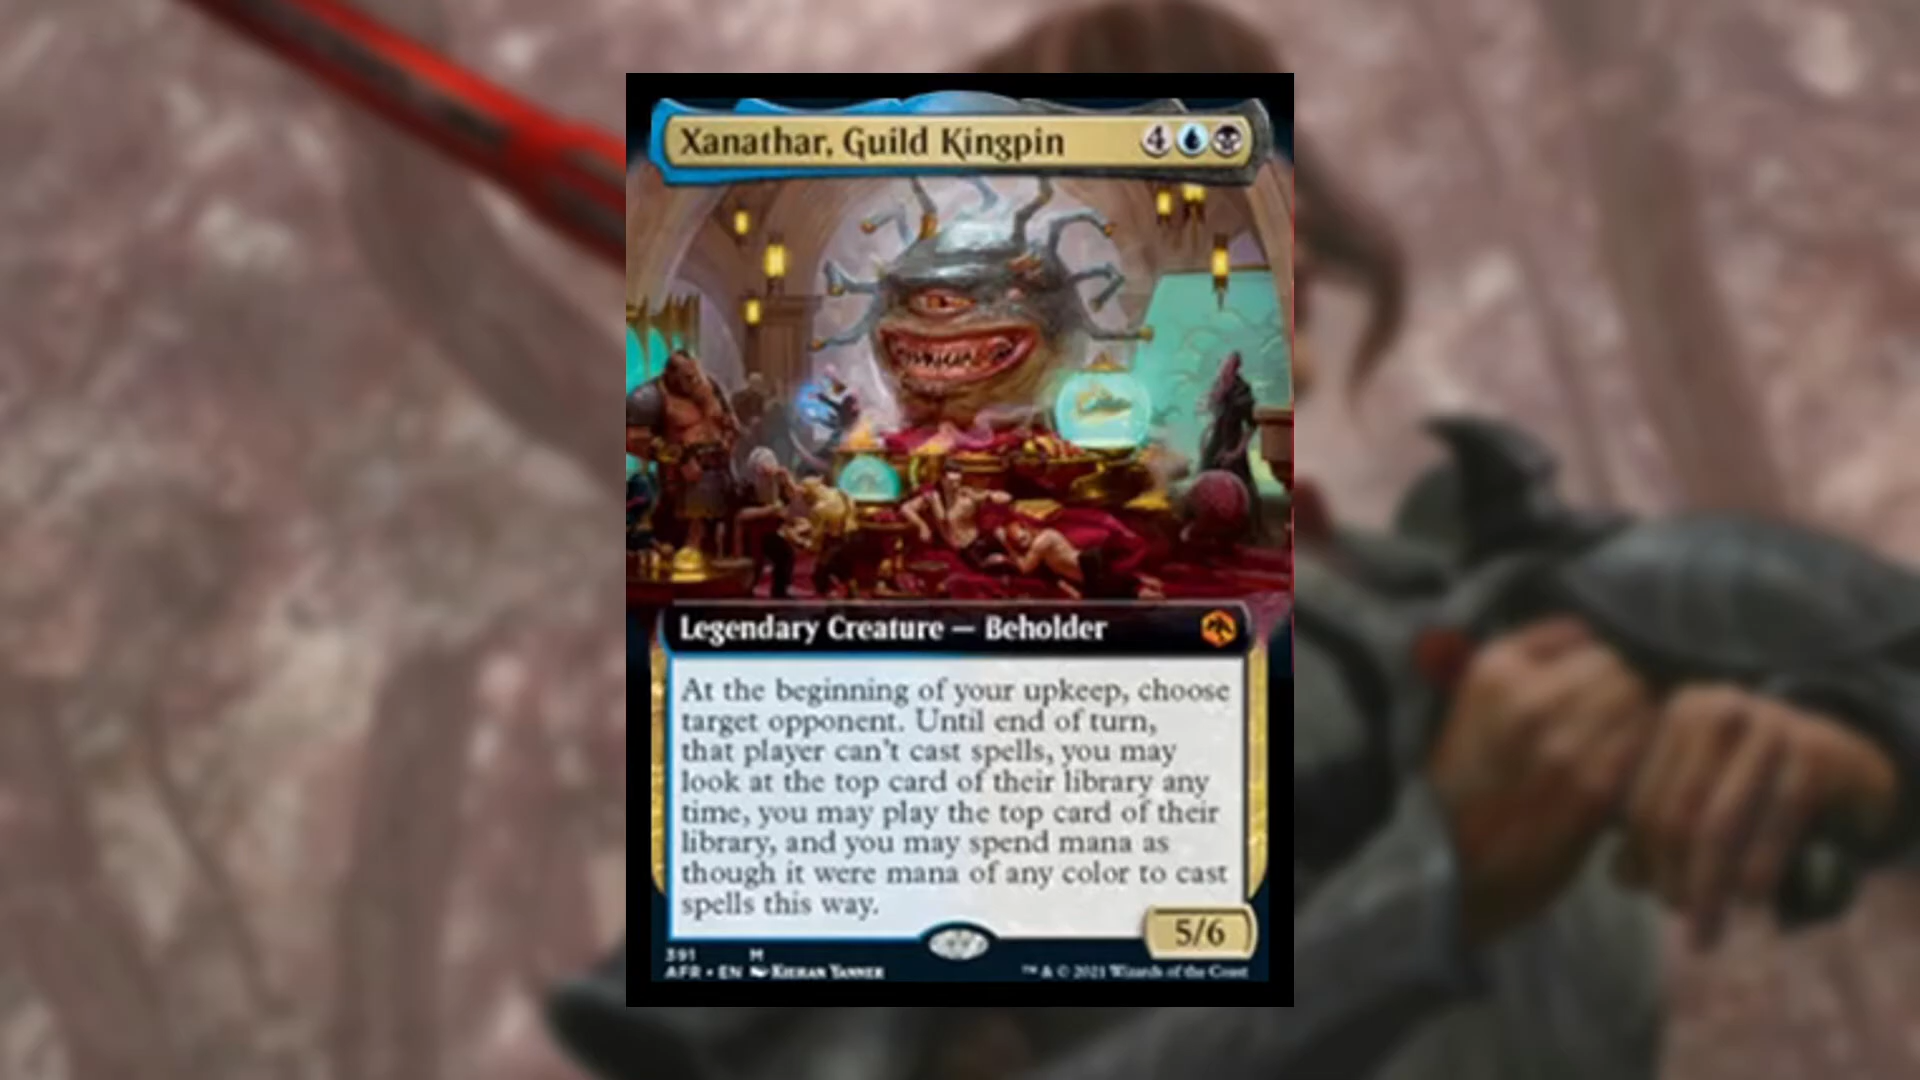 Xanathar, Guild Kingpin 4
Legendary Creature — Beholder
At the beginning of your upkeep, choose
target opponent. Until end of turn,
that player can't cast spells, you may
look at the top card of their library any
time, you may play the top card of their
library, and you may spend mana as
though it were mana of any color to cast
spells this way.
5/6
391 M
AFR • EN Kieran Yanner
™ & © 2021 Wizards of the Coast